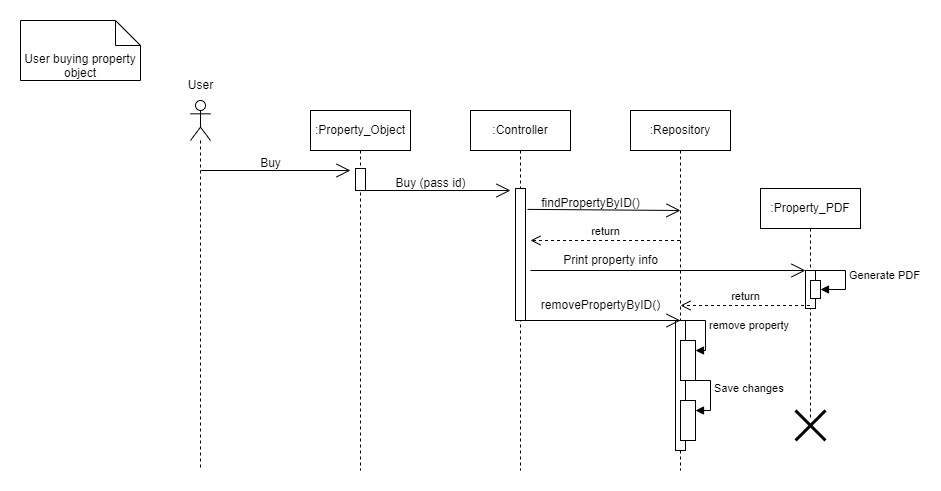 User buying property
object
User
:Property_Object
:Controller
:Repository
Buy
Buy (pass id)
findPropertyByID()
:Property_PDF
return
Print property info
Generate PDF
return
removePropertyByID()
remove property
Save changes